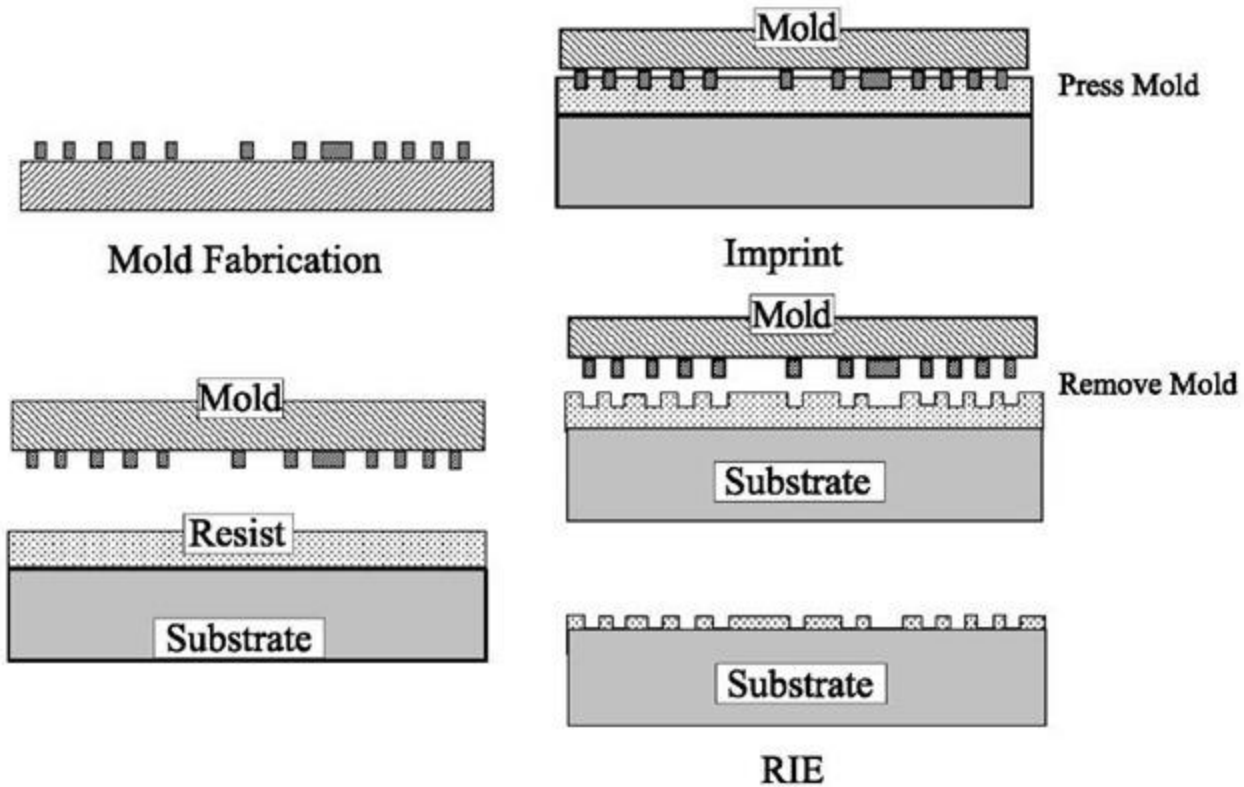 Mold Fabrication
Mold
Resist
Substrate
Mold
Press Mold
Imprint
Mold
Remove Mold
Substrate
Substrate
RIE